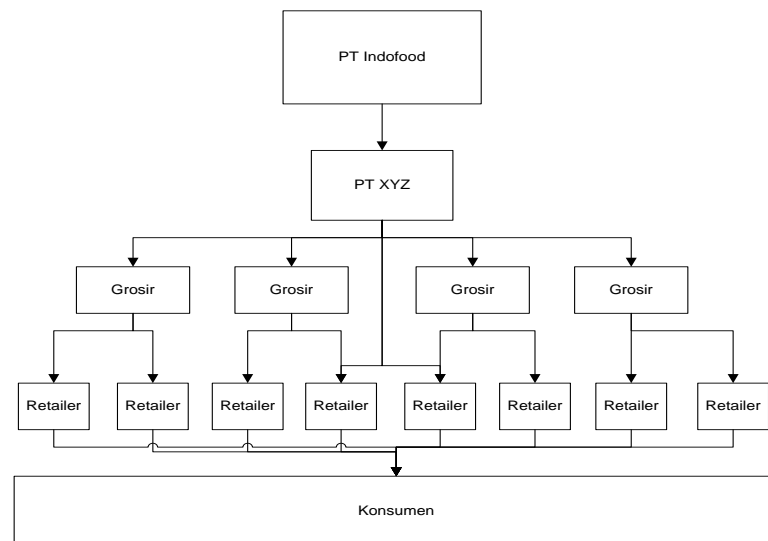 PT Indofood
PT XYZ
Grosir
Grosir
Grosir
Grosir
Retailer
Retailer
Retailer
Retailer
Retailer
Retailer
Retailer
Retailer
Konsumen